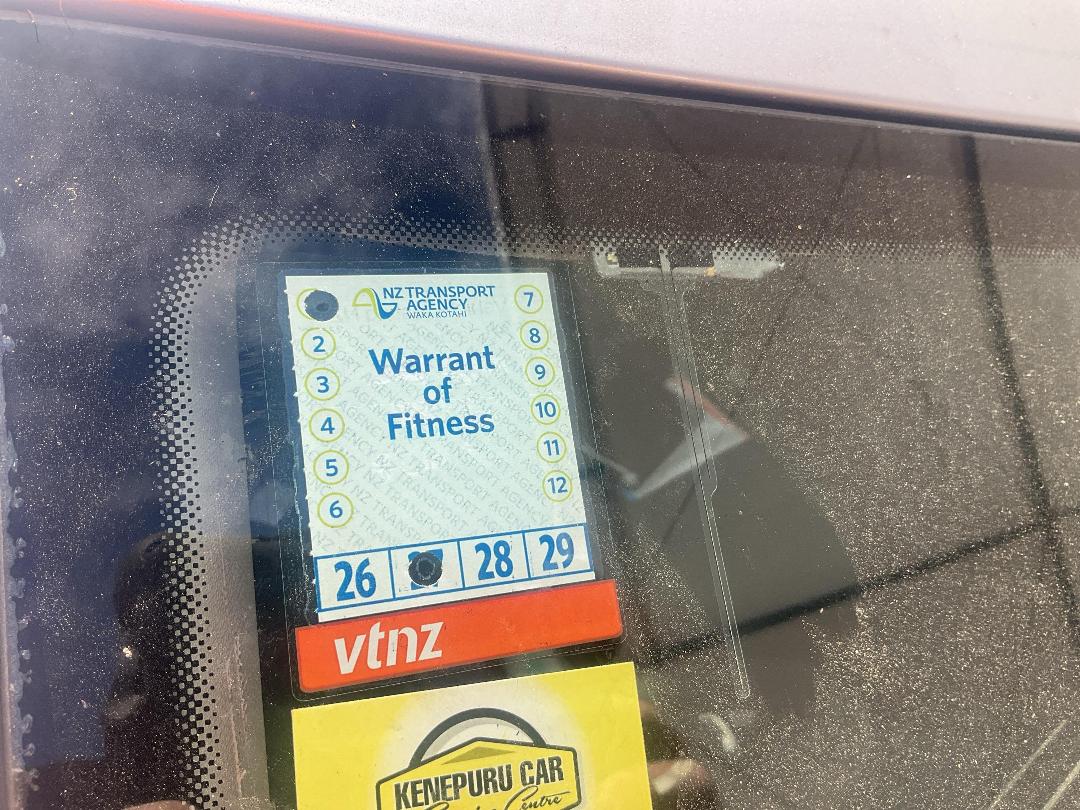 NZ TRANSPORT
AGENCY
WAKA KOTAHI
7
2
8
3
9
4
10
5
11
6
12
Warrant
of
Fitness
26
28
29
vtnz
KENEPURU CAR
Centre